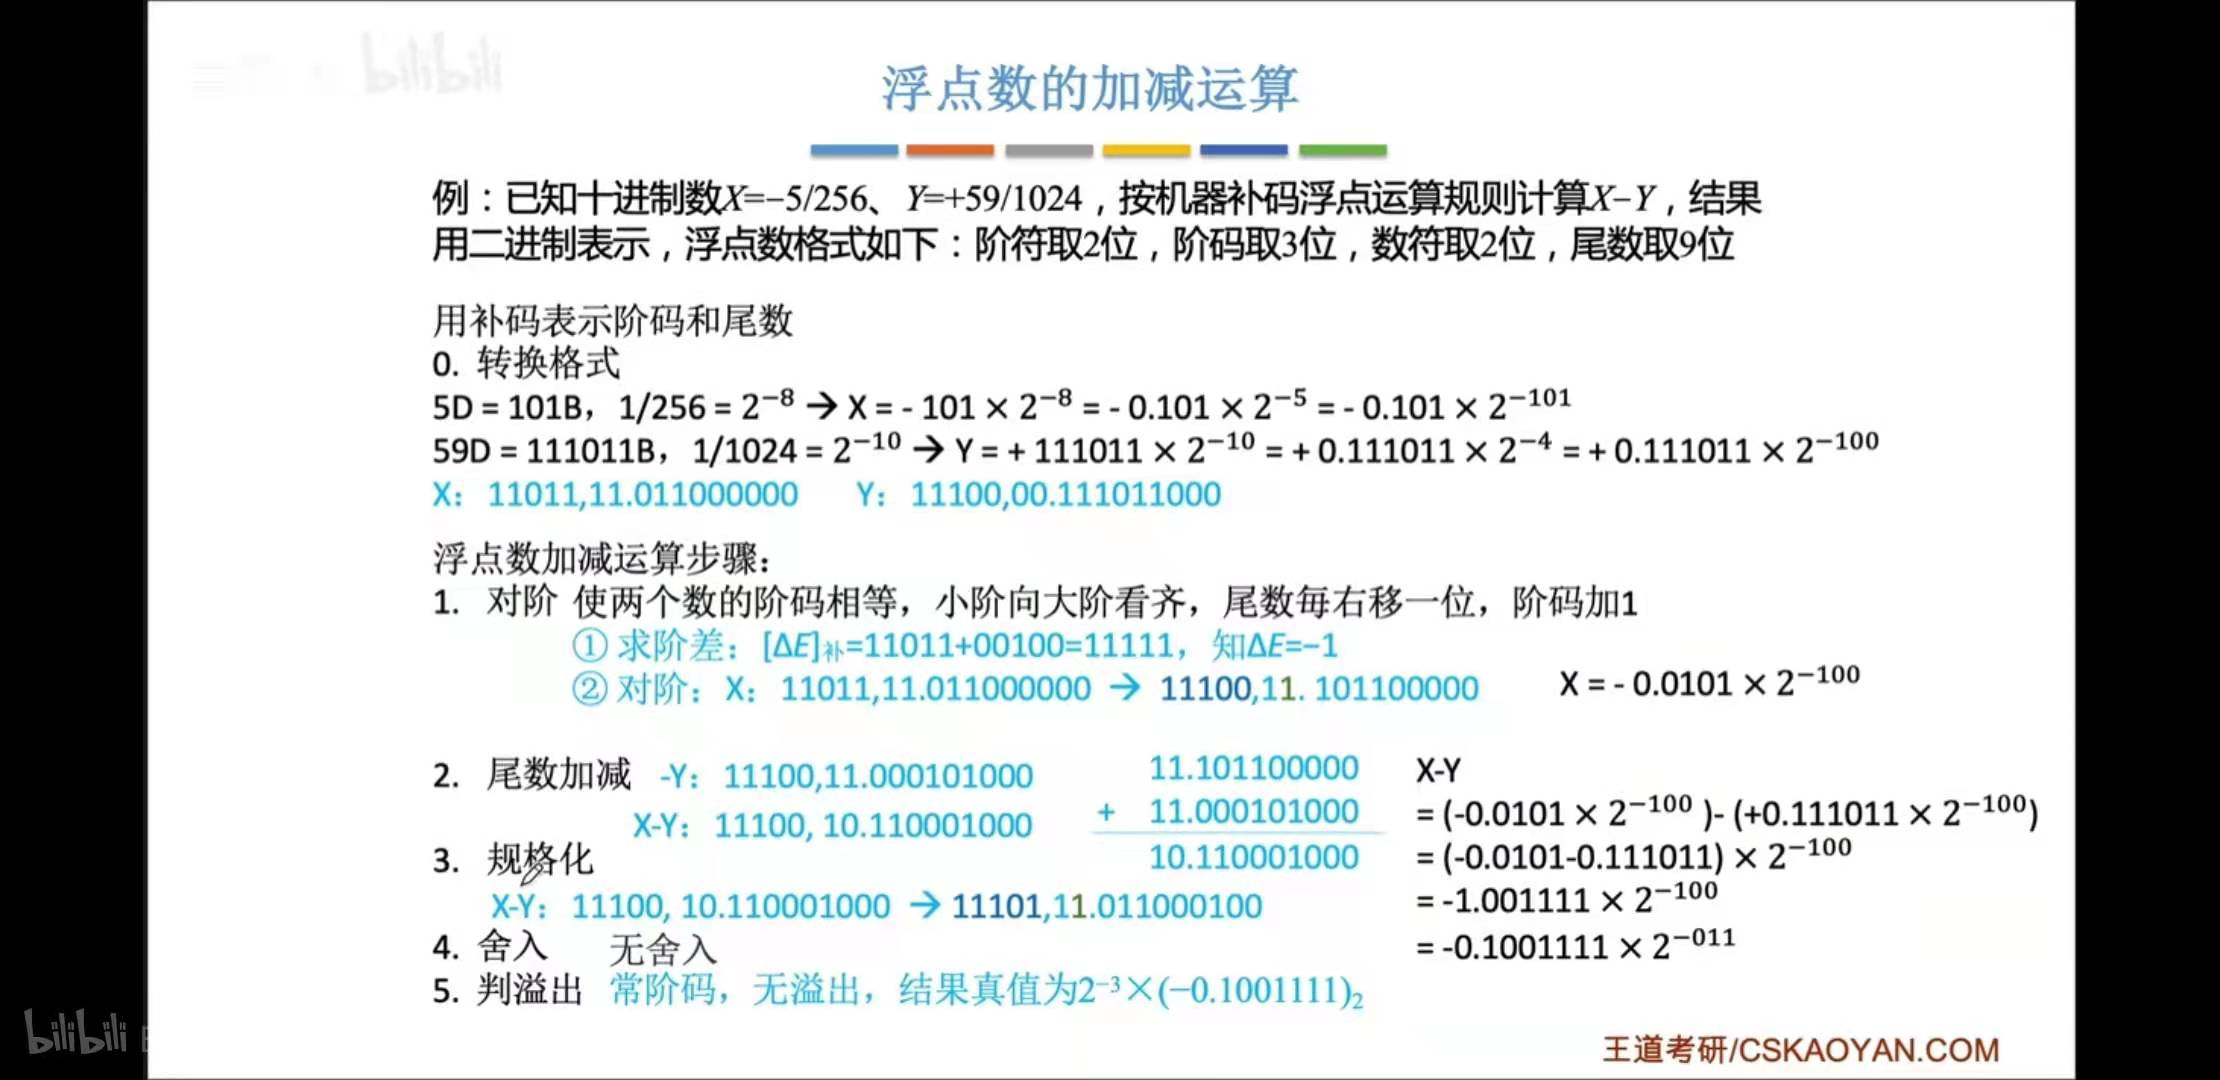 bilibili
浮点数的加减运算
例：已知十进制数X=−5/256、Y=+59/1024，按机器补码浮点运算规则计算X−Y，结果
用二进制表示，浮点数格式如下：阶符取2位，阶码取3位，数符取2位，尾数取9位
用补码表示阶码和尾数
0. 转换格式
5D = 101B，1/256 = 2⁻⁸ → X = - 101 × 2⁻⁸ = - 0.101 × 2⁻⁵ = - 0.101 × 2⁻¹⁰¹
59D = 111011B，1/1024 = 2⁻¹⁰ → Y = + 111011 × 2⁻¹⁰ = + 0.111011 × 2⁻⁴ = + 0.111011 × 2⁻¹⁰⁰
X：11011,11.011000000 Y：11100,00.111011000
浮点数加减运算步骤：
1. 对阶 使两个数的阶码相等，小阶向大阶看齐，尾数每右移一位，阶码加1
① 求阶差：[ΔE]补=11011+00100=11111，知ΔE=−1
② 对阶：X：11011,11.011000000 → 11100,11. 101100000 X = - 0.0101 × 2⁻¹⁰⁰
2. 尾数加减 -Y：11100,11.000101000
X-Y：11100, 10.110001000
11.101100000
+ 11.000101000
10.110001000
X-Y
= (-0.0101 × 2⁻¹⁰⁰ )- (+0.111011 × 2⁻¹⁰⁰)
= (-0.0101-0.111011) × 2⁻¹⁰⁰
= -1.001111 × 2⁻¹⁰⁰
= -0.1001111 × 2⁻⁰¹¹
3. 规格化
X-Y：11100, 10.110001000 → 11101,11.011000100
4. 舍入 无舍入
5. 判溢出 常阶码，无溢出，结果真值为2⁻³×(−0.1001111)₂
bilibili
王道考研/CSKAOYAN.COM